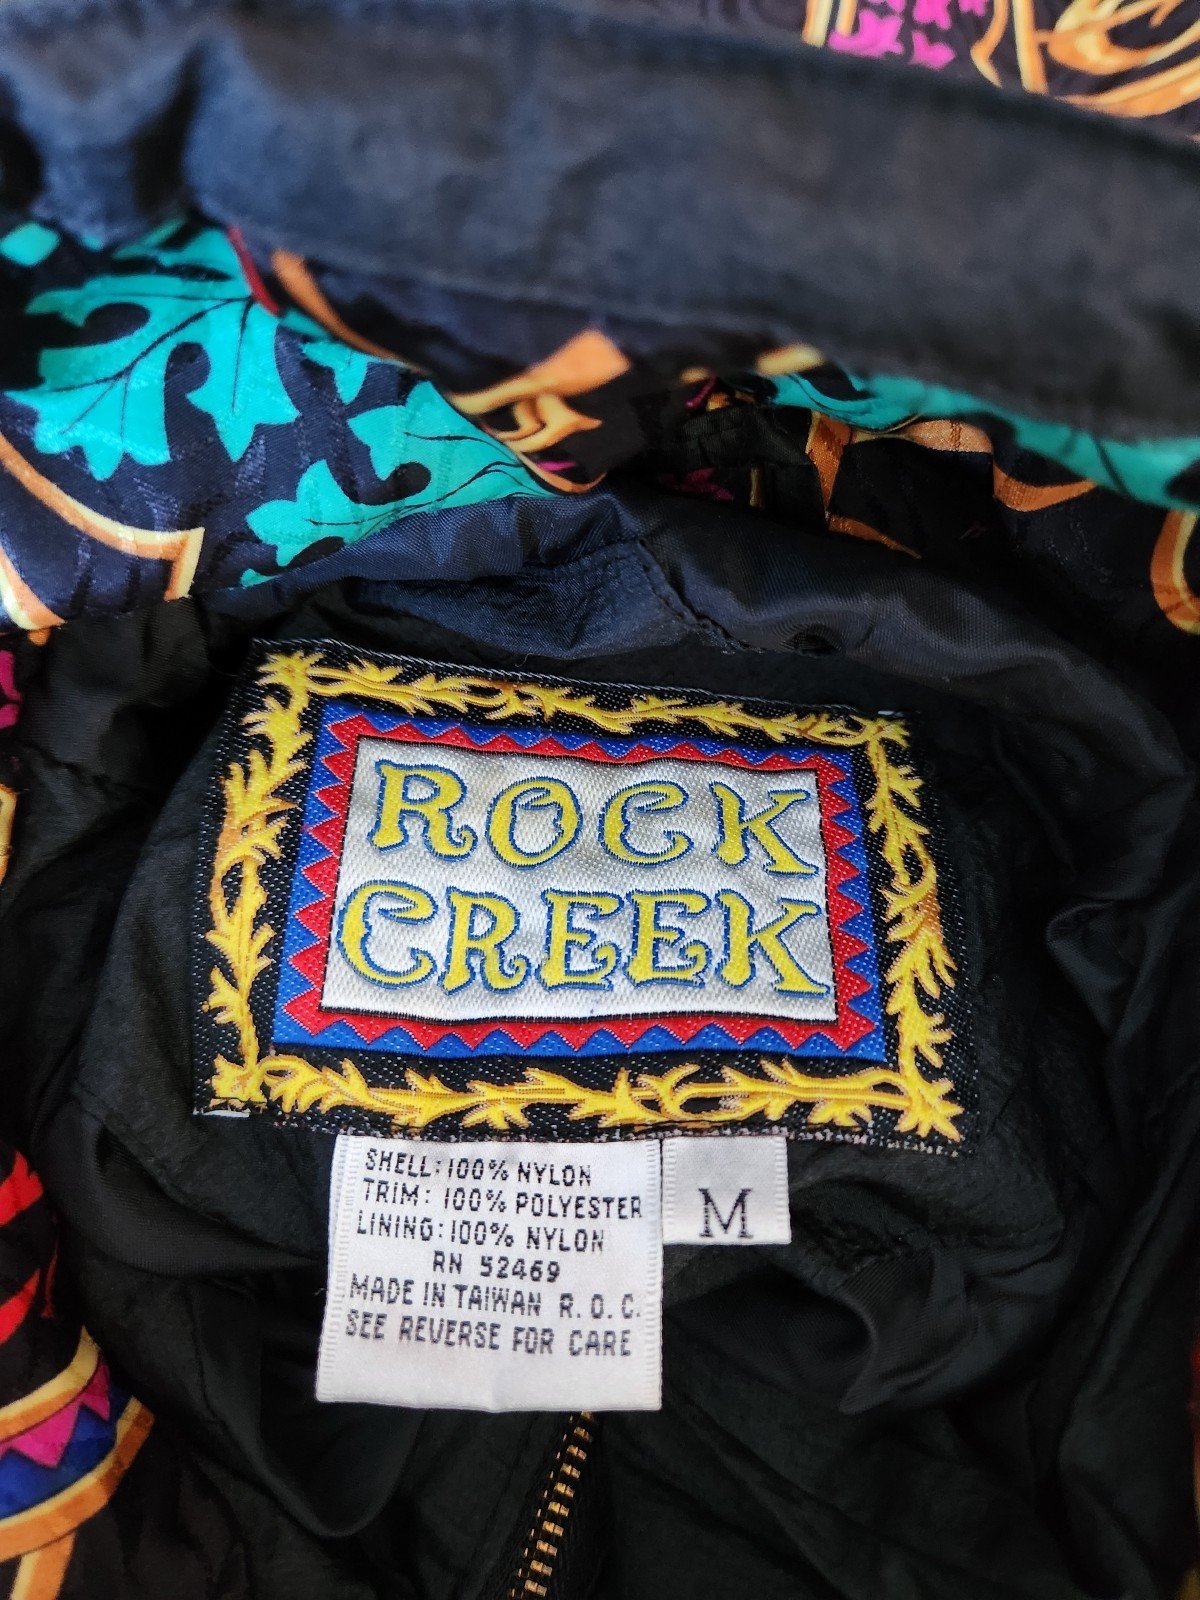 ROCK
CREEK
SHELL: 100% NYLON
TRIM: 100% POLYESTER
LINING: 100% NYLON
RN 52469
MADE IN TAIWAN R.O.C.
SEE REVERSE FOR CARE
M